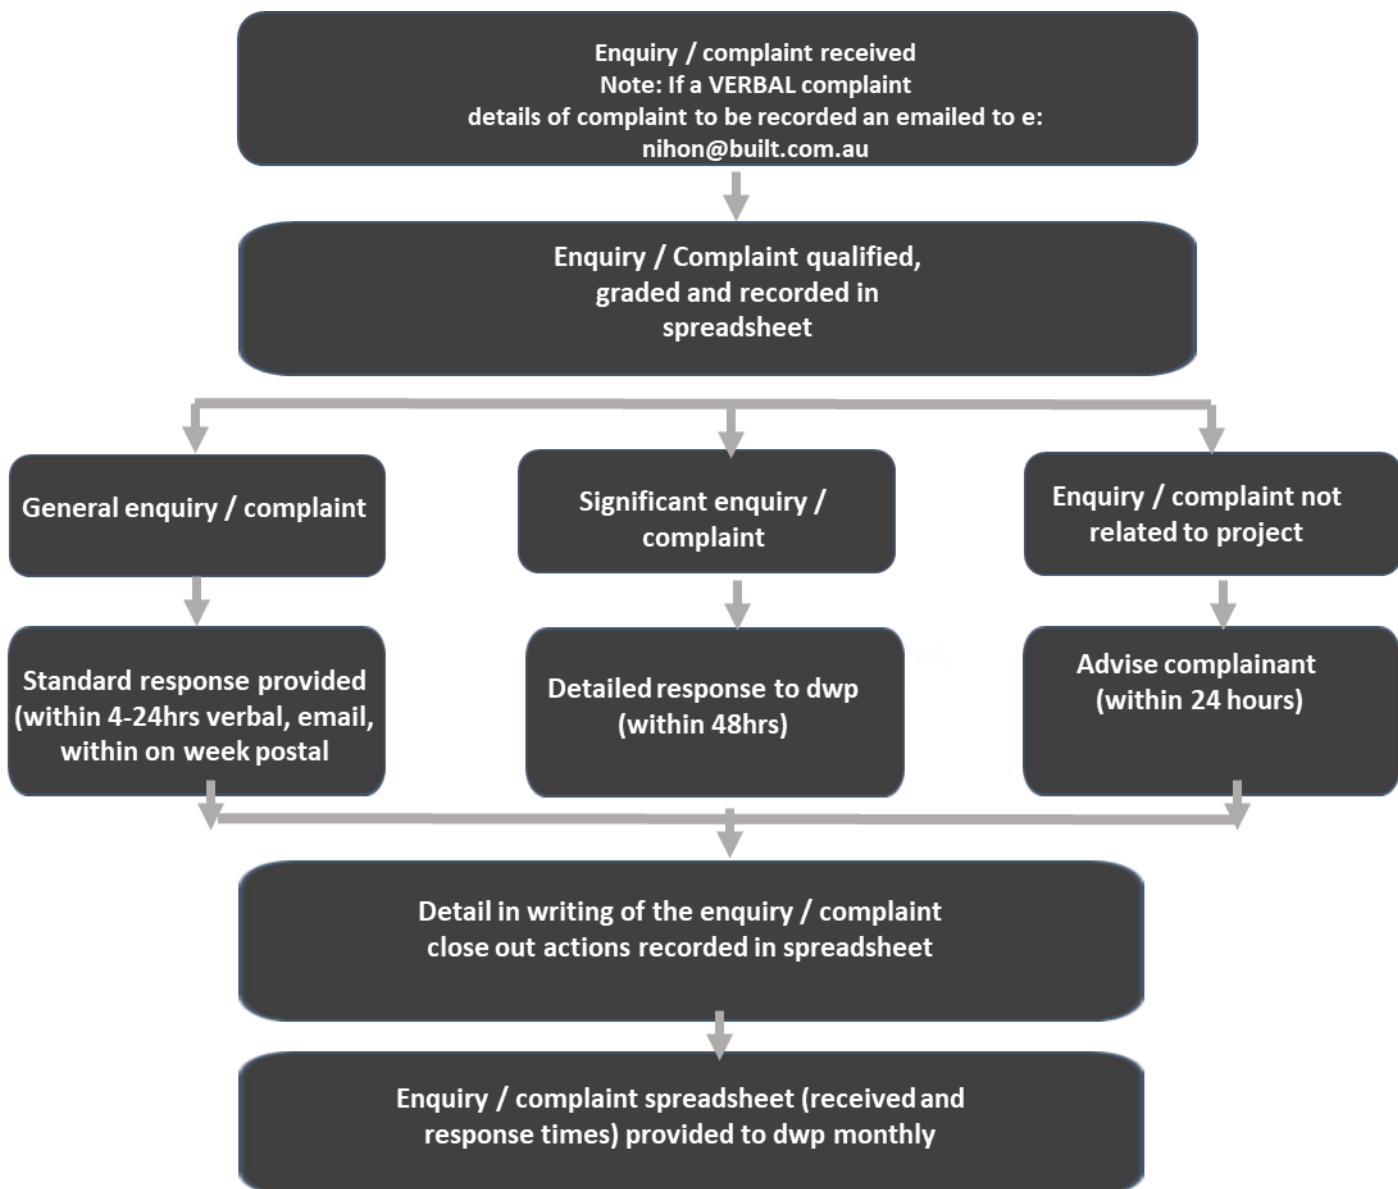 Enquiry / complaint received
Note: If a VERBAL complaint
details of complaint to be recorded an emailed to e:
nihon@built.com.au
Enquiry / Complaint qualified,
graded and recorded in
spreadsheet
General enquiry / complaint
Significant enquiry /
complaint
Enquiry / complaint not
related to project
Standard response provided
(within 4-24hrs verbal, email,
within on week postal
Detailed response to dwp
(within 48hrs)
Advise complainant
(within 24 hours)
Detail in writing of the enquiry / complaint
close out actions recorded in spreadsheet
Enquiry / complaint spreadsheet (received and
response times) provided to dwp monthly